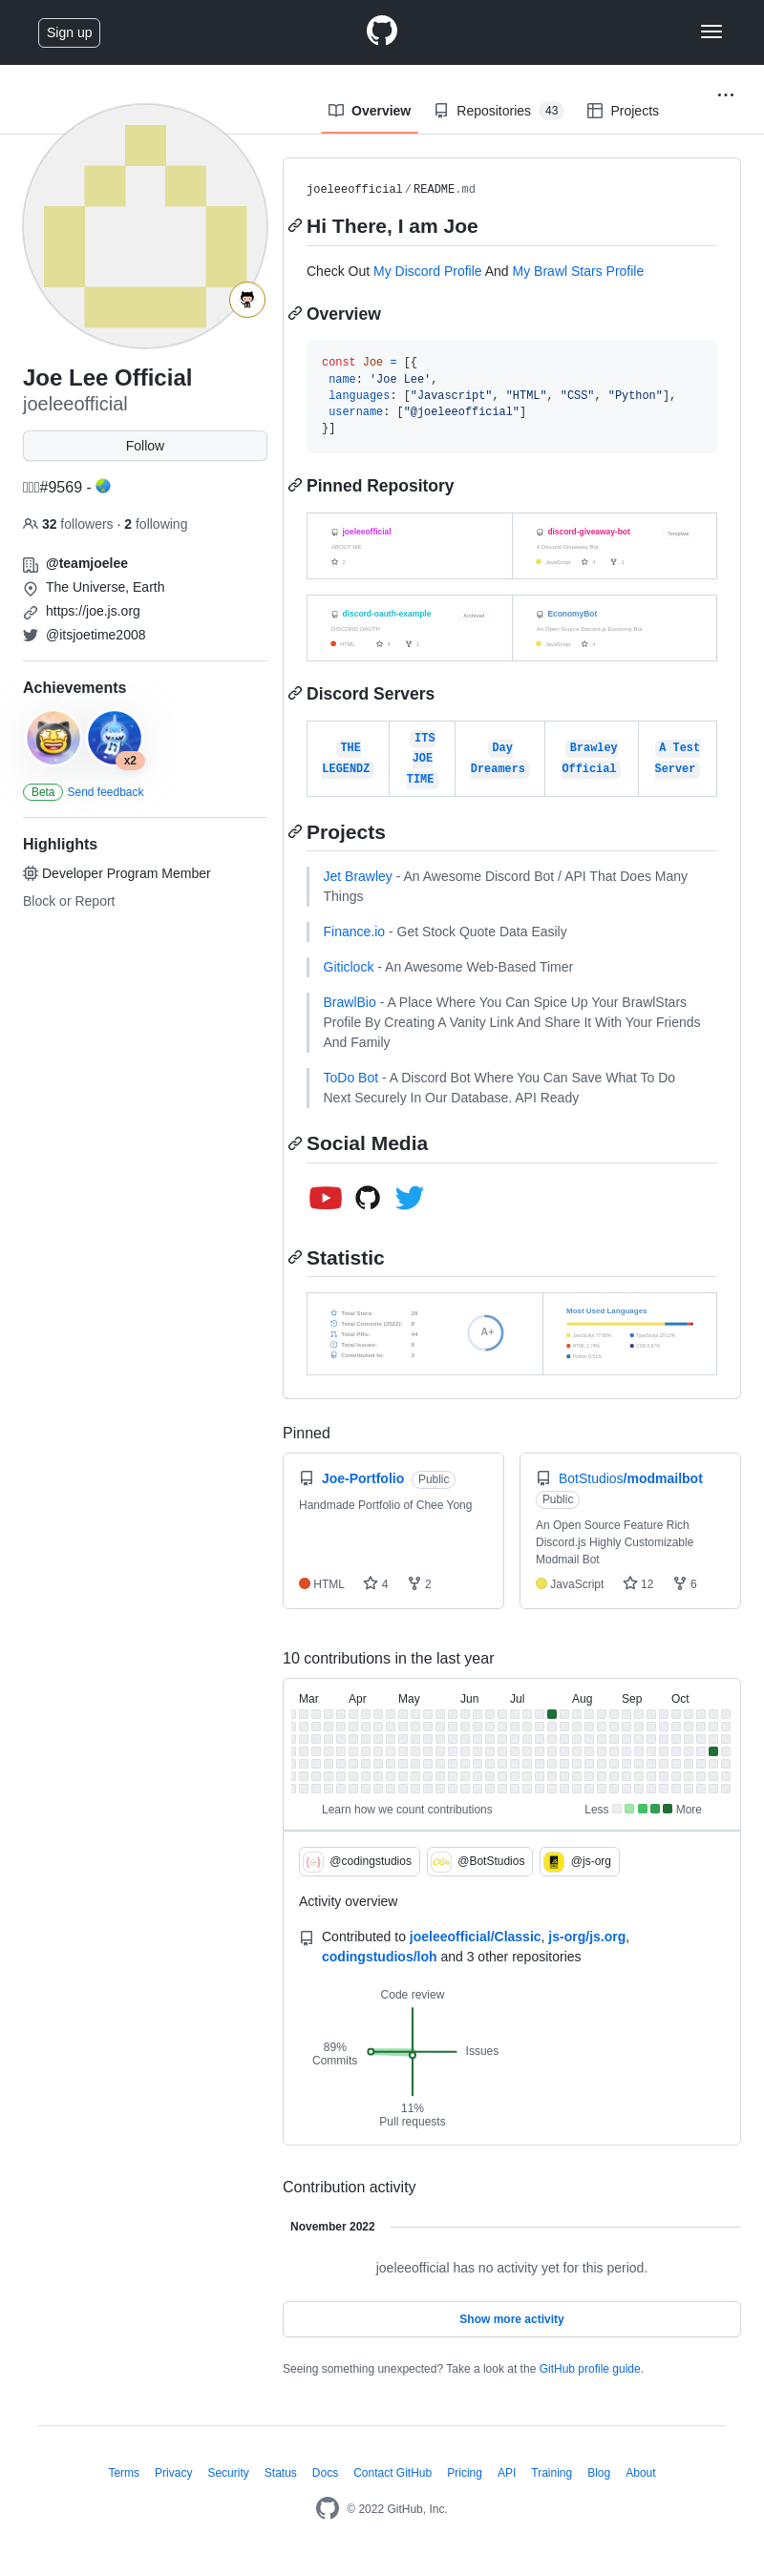 Sign up
Overview
Repositories 43
Projects
joeleeofficial/README.md
Hi There, I am Joe
Check Out My Discord Profile And My Brawl Stars Profile
Overview
const Joe = [{
name: 'Joe Lee',
languages: ["Javascript", "HTML", "CSS", "Python"],
username: ["@joeleeofficial"]
}]
Joe Lee Official
joeleeofficial
Follow
#9569 -
32 followers · 2 following
@teamjoelee
The Universe, Earth
https://joe.js.org
@itsjoetime2008
Achievements
x2
Beta Send feedback
Highlights
Developer Program Member
Block or Report
Pinned Repository
joeleeofficial
ABOUT ME
2
discord-giveaway-bot
Template
A Discord Giveaway Bot
JavaScript 4 3
discord-oauth-example
Archived
DISCORD OAUTH
HTML 4 1
EconomyBot
An Open Source Discord.js Economy Bot
JavaScript 4
Discord Servers
THE LEGENDZ
ITS JOE TIME
Day Dreamers
Brawley Official
A Test Server
Projects
Jet Brawley - An Awesome Discord Bot / API That Does Many
Things
Finance.io - Get Stock Quote Data Easily
Giticlock - An Awesome Web-Based Timer
BrawlBio - A Place Where You Can Spice Up Your BrawlStars
Profile By Creating A Vanity Link And Share It With Your Friends
And Family
ToDo Bot - A Discord Bot Where You Can Save What To Do
Next Securely In Our Database. API Ready
Social Media
Statistic
Total Stars: 29
Total Commits (2022): 8
Total PRs: 44
Total Issues: 8
Contributed to: 3
A+
Most Used Languages
JavaScript 77.66%
TypeScript 18.12%
HTML 2.74%
CSS 0.97%
Python 0.51%
Pinned
Joe-Portfolio Public
Handmade Portfolio of Chee Yong
HTML 4 2
BotStudios/modmailbot
Public
An Open Source Feature Rich
Discord.js Highly Customizable
Modmail Bot
JavaScript 12 6
10 contributions in the last year
Mar Apr May Jun Jul Aug Sep Oct
Learn how we count contributions
Less More
@codingstudios
@BotStudios
@js-org
Activity overview
Contributed to joeleeofficial/Classic, js-org/js.org,
codingstudios/loh and 3 other repositories
Code review
89%
Commits
Issues
11%
Pull requests
Contribution activity
November 2022
joeleeofficial has no activity yet for this period.
Show more activity
Seeing something unexpected? Take a look at the GitHub profile guide.
Terms Privacy Security Status Docs Contact GitHub Pricing API Training Blog About
© 2022 GitHub, Inc.